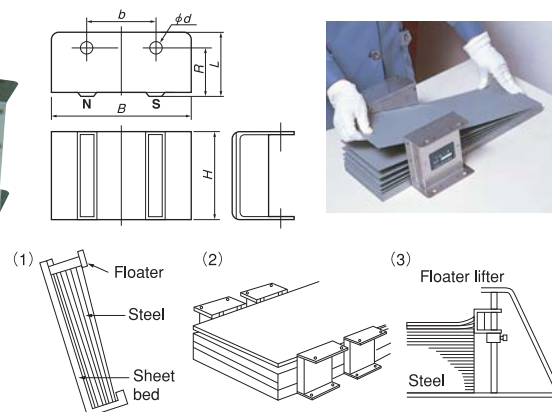 b
φd
R
L
N
S
B
H
(1)
Floater
Steel
Sheet
bed
(2)
(3)
Floater lifter
Steel